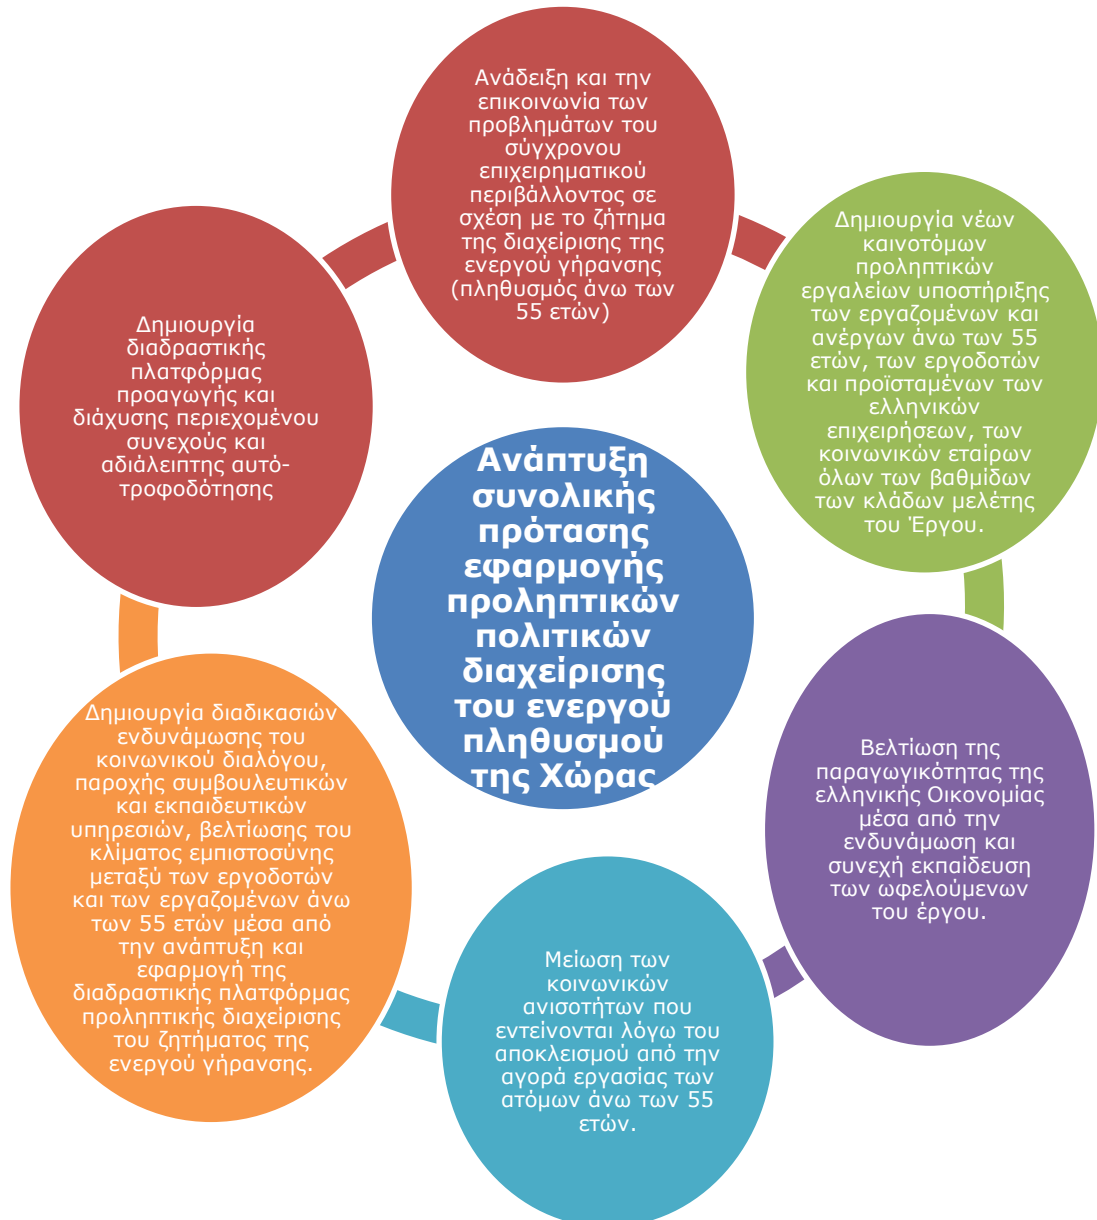 Ανάδειξη και την
επικοινωνία των
προβλημάτων του
σύγχρονου
επιχειρηματικού
περιβάλλοντος σε
σχέση με το ζήτημα
της διαχείρισης της
ενεργού γήρανσης
(πληθυσμός άνω των
55 ετών)
Δημιουργία νέων
καινοτόμων
προληπτικών
εργαλείων υποστήριξης
των εργαζομένων και
ανέργων άνω των 55
ετών, των εργοδοτών
και προϊσταμένων των
ελληνικών
επιχειρήσεων, των
κοινωνικών εταίρων
όλων των βαθμίδων
των κλάδων μελέτης
του Έργου.
Βελτίωση της
παραγωγικότητας της
ελληνικής Οικονομίας
μέσα από την
ενδυνάμωση και
συνεχή εκπαίδευση
των ωφελούμενων
του έργου.
Μείωση των
κοινωνικών
ανισοτήτων που
εντείνονται λόγω του
αποκλεισμού από την
αγορά εργασίας των
ατόμων άνω των 55
ετών.
Δημιουργία διαδικασιών
ενδυνάμωσης του
κοινωνικού διαλόγου,
παροχής συμβουλευτικών
και εκπαιδευτικών
υπηρεσιών, βελτίωσης του
κλίματος εμπιστοσύνης
μεταξύ των εργοδοτών
και των εργαζομένων άνω
των 55 ετών μέσα από
την ανάπτυξη και
εφαρμογή της
διαδραστικής πλατφόρμας
προληπτικής διαχείρισης
του ζητήματος της
ενεργού γήρανσης.
Δημιουργία
διαδραστικής
πλατφόρμας
προαγωγής και
διάχυσης περιεχομένου
συνεχούς και
αδιάλειπτης αυτό-
τροφοδότησης
Ανάπτυξη
συνολικής
πρότασης
εφαρμογής
προληπτικών
πολιτικών
διαχείρισης
του ενεργού
πληθυσμού
της Χώρας